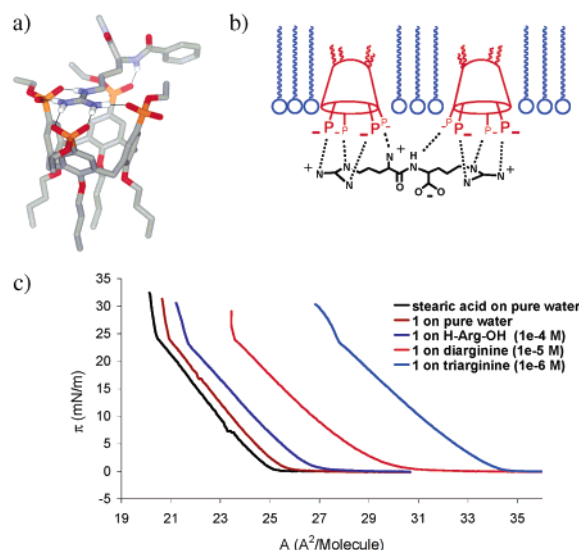 a)
b)
P P P P P P
N + N H N
+ N N O O N N +
c)
35
30
25
20
15
10
5
0
-5
π (mN/m)
stearic acid on pure water
1 on pure water
1 on H-Arg-OH (1e-4 M)
1 on diarginine (1e-5 M)
1 on triarginine (1e-6 M)
19 21 23 25 27 29 31 33 35
A (A²/Molecule)